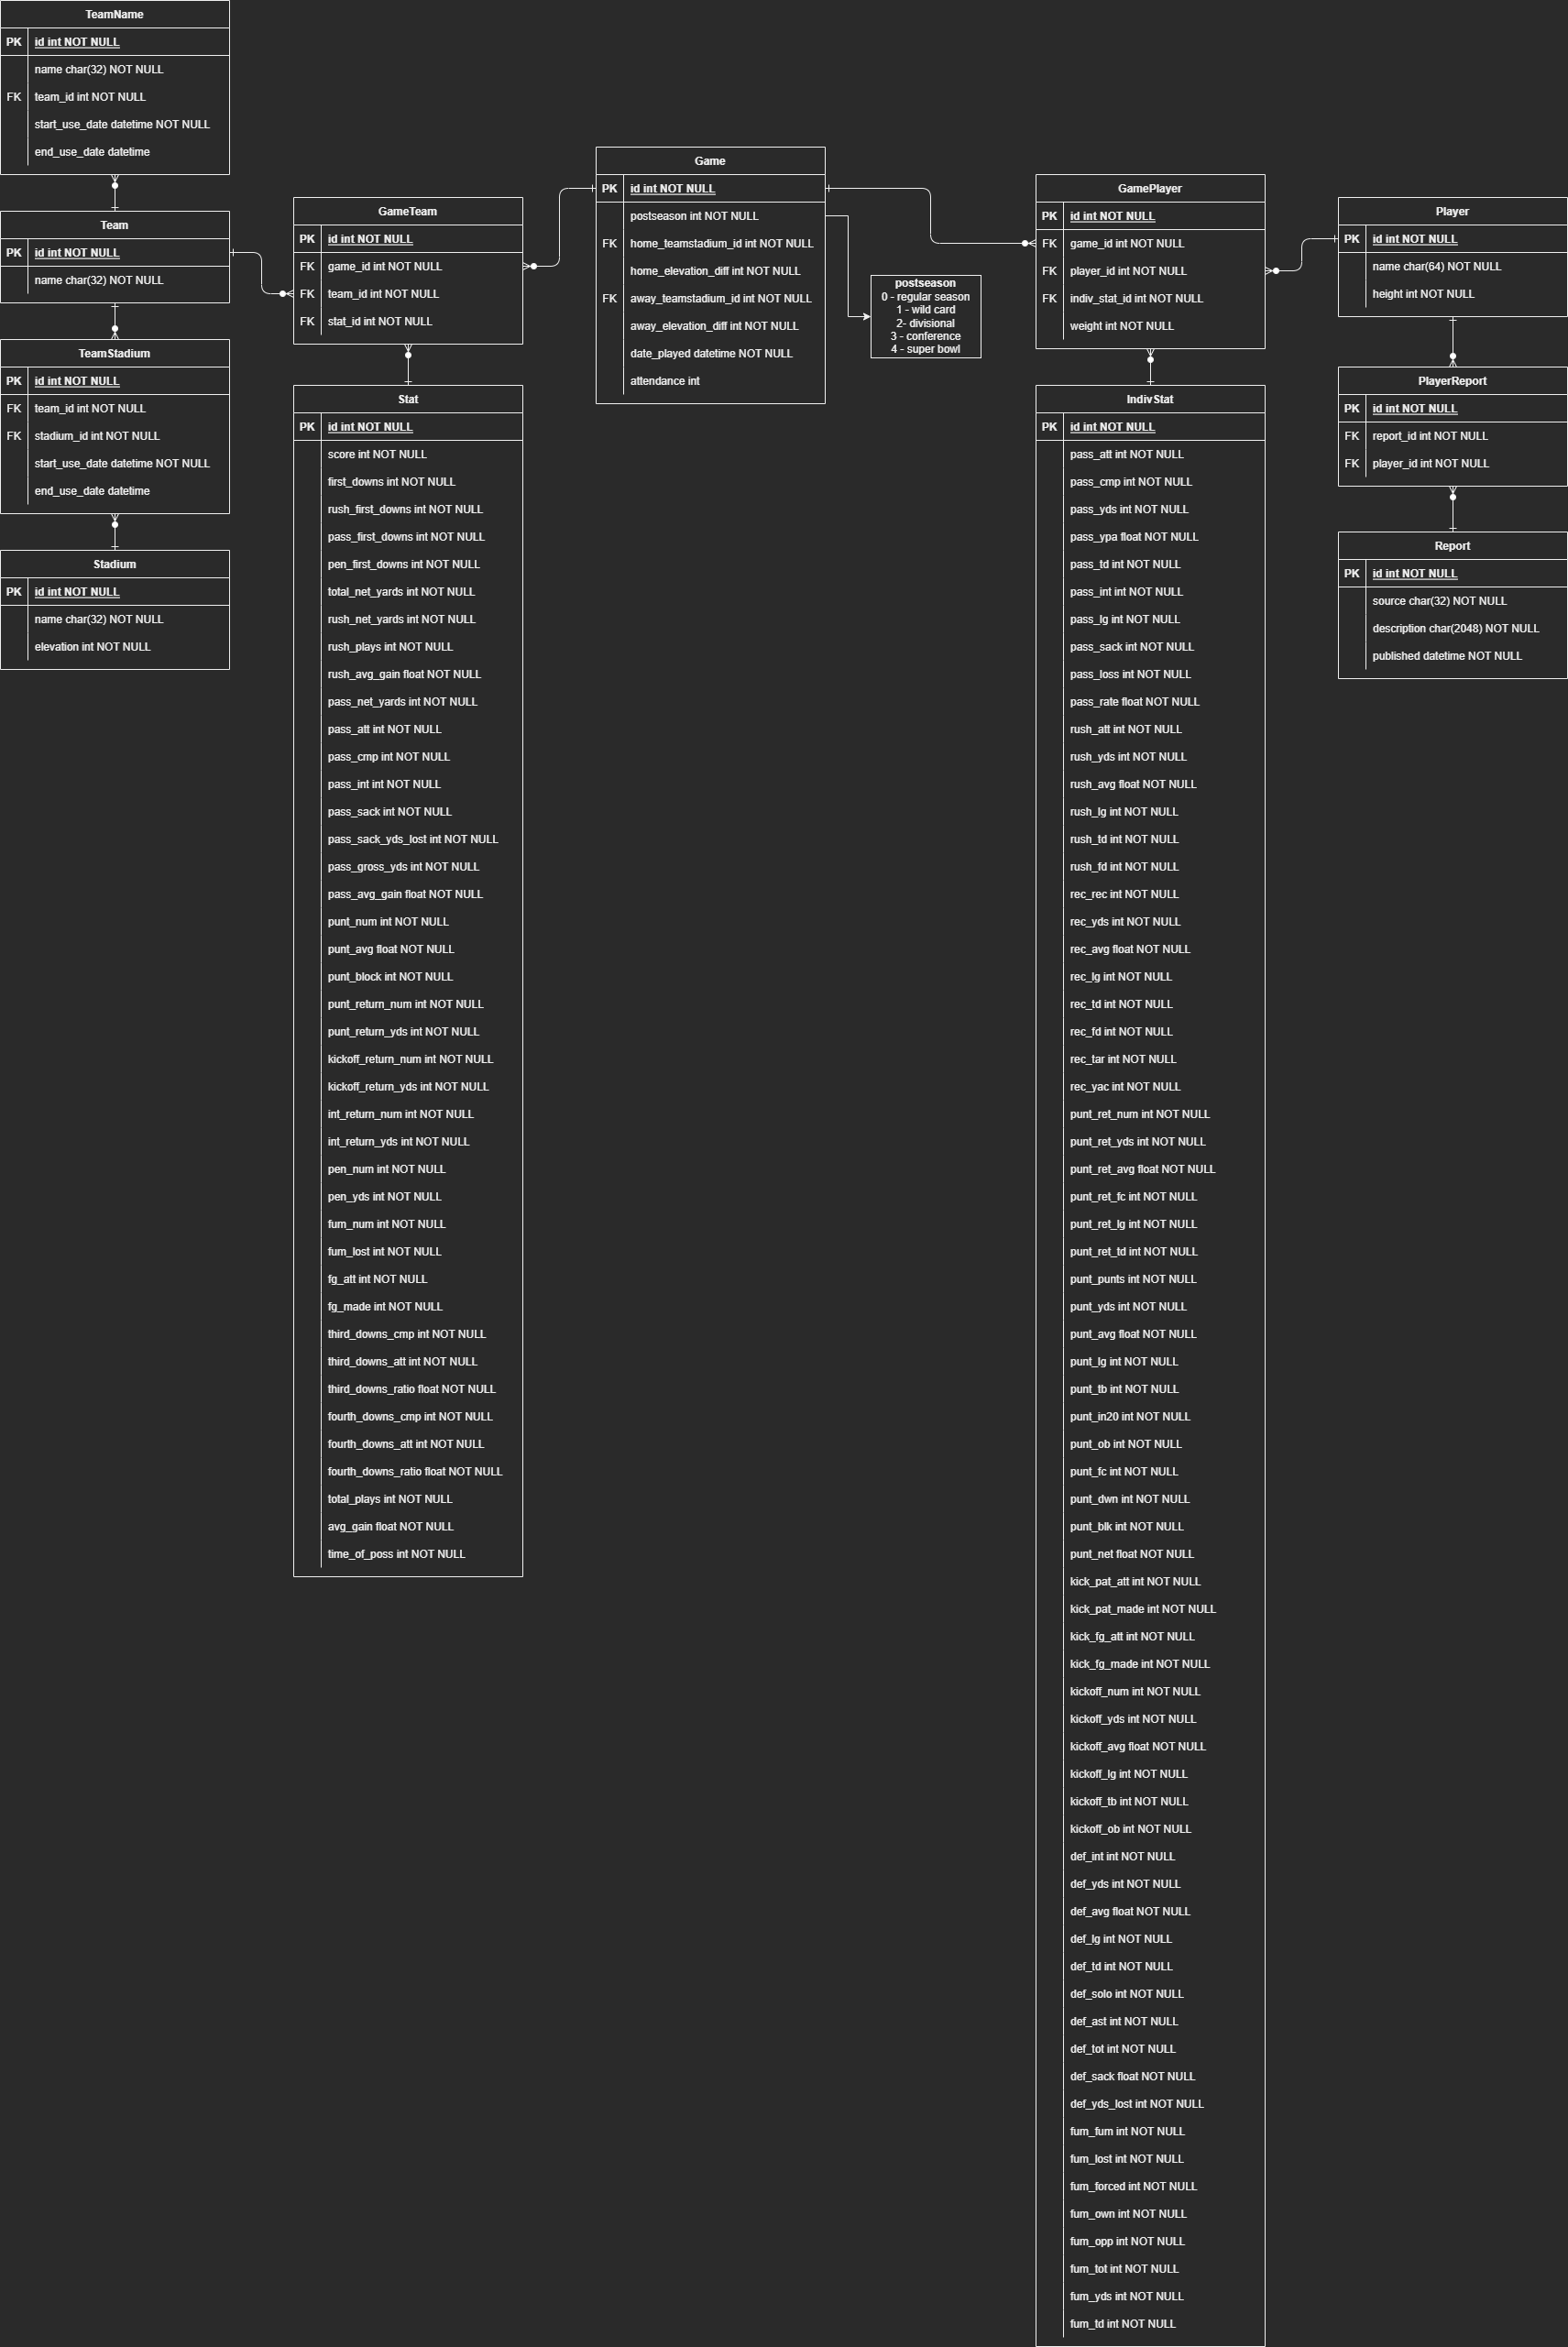 TeamName
PK id int NOT NULL
name char(32) NOT NULL
FK team_id int NOT NULL
start_use_date datetime NOT NULL
end_use_date datetime
Team
PK id int NOT NULL
name char(32) NOT NULL
TeamStadium
PK id int NOT NULL
FK team_id int NOT NULL
FK stadium_id int NOT NULL
start_use_date datetime NOT NULL
end_use_date datetime
Stadium
PK id int NOT NULL
name char(32) NOT NULL
elevation int NOT NULL
GameTeam
PK id int NOT NULL
FK game_id int NOT NULL
FK team_id int NOT NULL
FK stat_id int NOT NULL
Stat
PK id int NOT NULL
score int NOT NULL
first_downs int NOT NULL
rush_first_downs int NOT NULL
pass_first_downs int NOT NULL
pen_first_downs int NOT NULL
total_net_yards int NOT NULL
rush_net_yards int NOT NULL
rush_plays int NOT NULL
rush_avg_gain float NOT NULL
pass_net_yards int NOT NULL
pass_att int NOT NULL
pass_cmp int NOT NULL
pass_int int NOT NULL
pass_sack int NOT NULL
pass_sack_yds_lost int NOT NULL
pass_gross_yds int NOT NULL
pass_avg_gain float NOT NULL
punt_num int NOT NULL
punt_avg float NOT NULL
punt_block int NOT NULL
punt_return_num int NOT NULL
punt_return_yds int NOT NULL
kickoff_return_num int NOT NULL
kickoff_return_yds int NOT NULL
int_return_num int NOT NULL
int_return_yds int NOT NULL
pen_num int NOT NULL
pen_yds int NOT NULL
fum_num int NOT NULL
fum_lost int NOT NULL
fg_att int NOT NULL
fg_made int NOT NULL
third_downs_cmp int NOT NULL
third_downs_att int NOT NULL
third_downs_ratio float NOT NULL
fourth_downs_cmp int NOT NULL
fourth_downs_att int NOT NULL
fourth_downs_ratio float NOT NULL
total_plays int NOT NULL
avg_gain float NOT NULL
time_of_poss int NOT NULL
Game
PK id int NOT NULL
postseason int NOT NULL
FK home_teamstadium_id int NOT NULL
home_elevation_diff int NOT NULL
FK away_teamstadium_id int NOT NULL
away_elevation_diff int NOT NULL
date_played datetime NOT NULL
attendance int
postseason
0 - regular season
1 - wild card
2- divisional
3 - conference
4 - super bowl
GamePlayer
PK id int NOT NULL
FK game_id int NOT NULL
FK player_id int NOT NULL
FK indiv_stat_id int NOT NULL
weight int NOT NULL
IndivStat
PK id int NOT NULL
pass_att int NOT NULL
pass_cmp int NOT NULL
pass_yds int NOT NULL
pass_ypa float NOT NULL
pass_td int NOT NULL
pass_int int NOT NULL
pass_lg int NOT NULL
pass_sack int NOT NULL
pass_loss int NOT NULL
pass_rate float NOT NULL
rush_att int NOT NULL
rush_yds int NOT NULL
rush_avg float NOT NULL
rush_lg int NOT NULL
rush_td int NOT NULL
rush_fd int NOT NULL
rec_rec int NOT NULL
rec_yds int NOT NULL
rec_avg float NOT NULL
rec_lg int NOT NULL
rec_td int NOT NULL
rec_fd int NOT NULL
rec_tar int NOT NULL
rec_yac int NOT NULL
punt_ret_num int NOT NULL
punt_ret_yds int NOT NULL
punt_ret_avg float NOT NULL
punt_ret_fc int NOT NULL
punt_ret_lg int NOT NULL
punt_ret_td int NOT NULL
punt_punts int NOT NULL
punt_yds int NOT NULL
punt_avg float NOT NULL
punt_lg int NOT NULL
punt_tb int NOT NULL
punt_in20 int NOT NULL
punt_ob int NOT NULL
punt_fc int NOT NULL
punt_dwn int NOT NULL
punt_blk int NOT NULL
punt_net float NOT NULL
kick_pat_att int NOT NULL
kick_pat_made int NOT NULL
kick_fg_att int NOT NULL
kick_fg_made int NOT NULL
kickoff_num int NOT NULL
kickoff_yds int NOT NULL
kickoff_avg float NOT NULL
kickoff_lg int NOT NULL
kickoff_tb int NOT NULL
kickoff_ob int NOT NULL
def_int int NOT NULL
def_yds int NOT NULL
def_avg float NOT NULL
def_lg int NOT NULL
def_td int NOT NULL
def_solo int NOT NULL
def_ast int NOT NULL
def_tot int NOT NULL
def_sack float NOT NULL
def_yds_lost int NOT NULL
fum_fum int NOT NULL
fum_lost int NOT NULL
fum_forced int NOT NULL
fum_own int NOT NULL
fum_opp int NOT NULL
fum_tot int NOT NULL
fum_yds int NOT NULL
fum_td int NOT NULL
Player
PK id int NOT NULL
name char(64) NOT NULL
height int NOT NULL
PlayerReport
PK id int NOT NULL
FK report_id int NOT NULL
FK player_id int NOT NULL
Report
PK id int NOT NULL
source char(32) NOT NULL
description char(2048) NOT NULL
published datetime NOT NULL